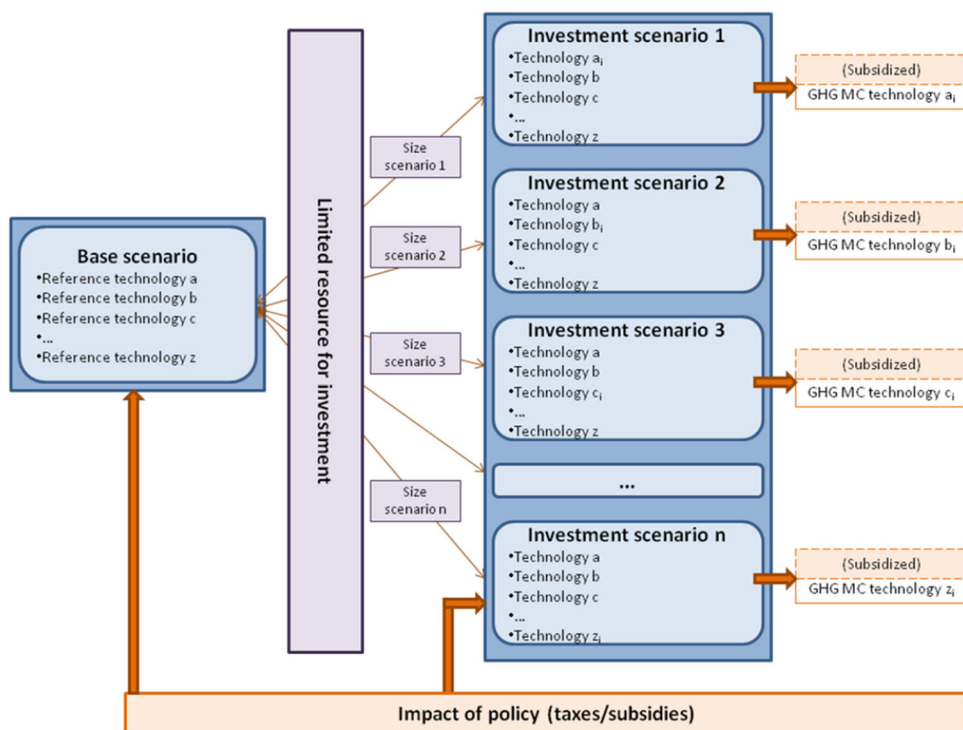 Base scenario
•Reference technology a
•Reference technology b
•Reference technology c
•...
•Reference technology z
Limited resource for investment
Size
scenario 1
Size
scenario 2
Size
scenario 3
Size
scenario n
Investment scenario 1
•Technology aᵢ
•Technology b
•Technology c
•...
•Technology z
(Subsidized)
GHG MC technology aᵢ
Investment scenario 2
•Technology a
•Technology bᵢ
•Technology c
•...
•Technology z
(Subsidized)
GHG MC technology bᵢ
Investment scenario 3
•Technology a
•Technology b
•Technology cᵢ
•...
•Technology z
(Subsidized)
GHG MC technology cᵢ
...
Investment scenario n
•Technology a
•Technology b
•Technology c
•...
•Technology zᵢ
(Subsidized)
GHG MC technology zᵢ
Impact of policy (taxes/subsidies)